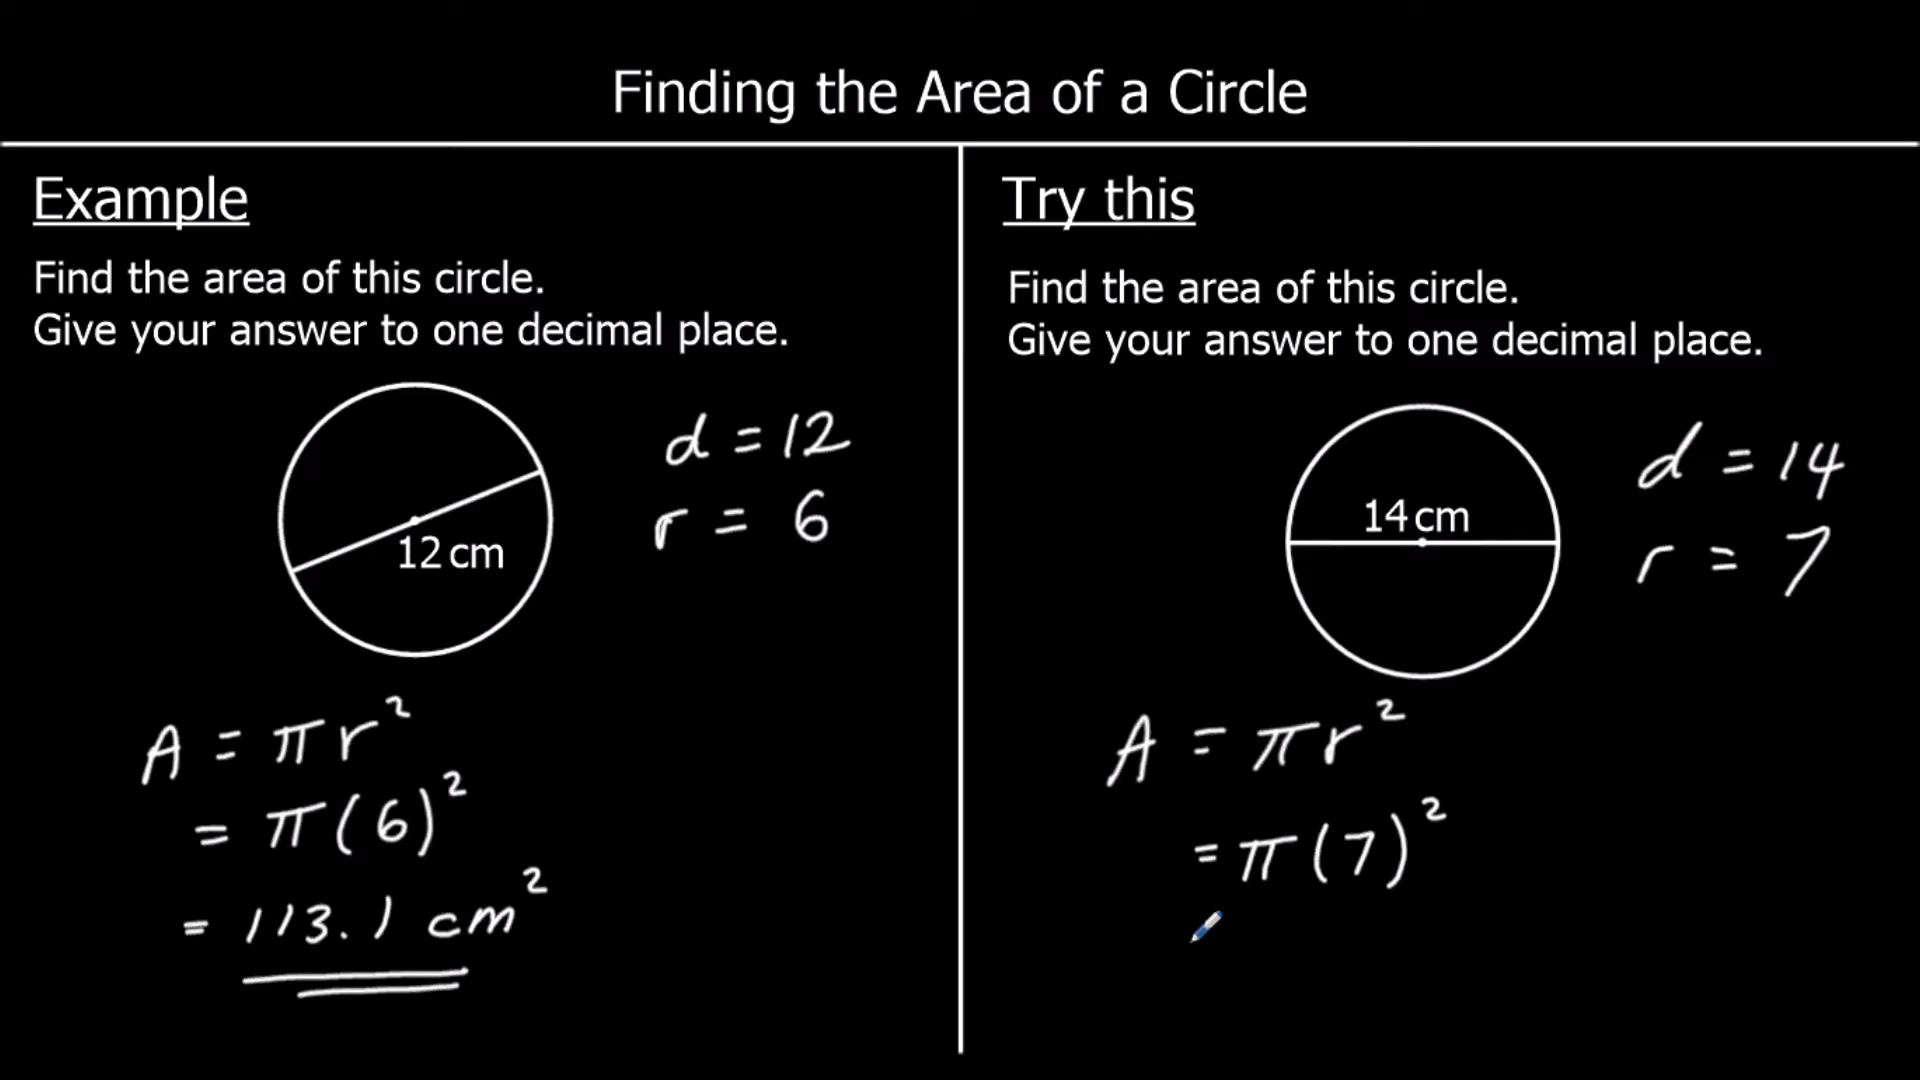 Finding the Area of a Circle
Example
Find the area of this circle.
Give your answer to one decimal place.
12 cm
d = 12
r = 6
A = πr²
= π(6)²
= 113.1 cm²
Try this
Find the area of this circle.
Give your answer to one decimal place.
14 cm
d = 14
r = 7
A = πr²
= π(7)²